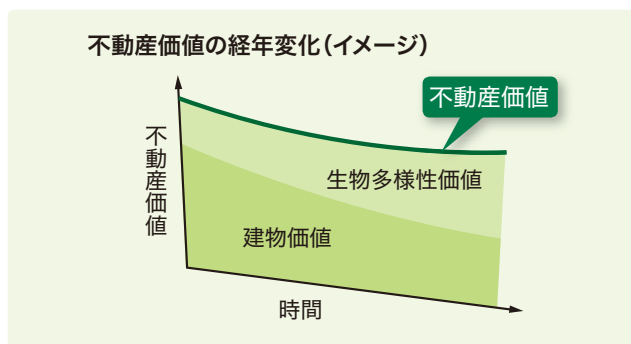 不動産価値の経年変化（イメージ）
不動産価値
不動産価値
生物多様性価値
建物価値
時間